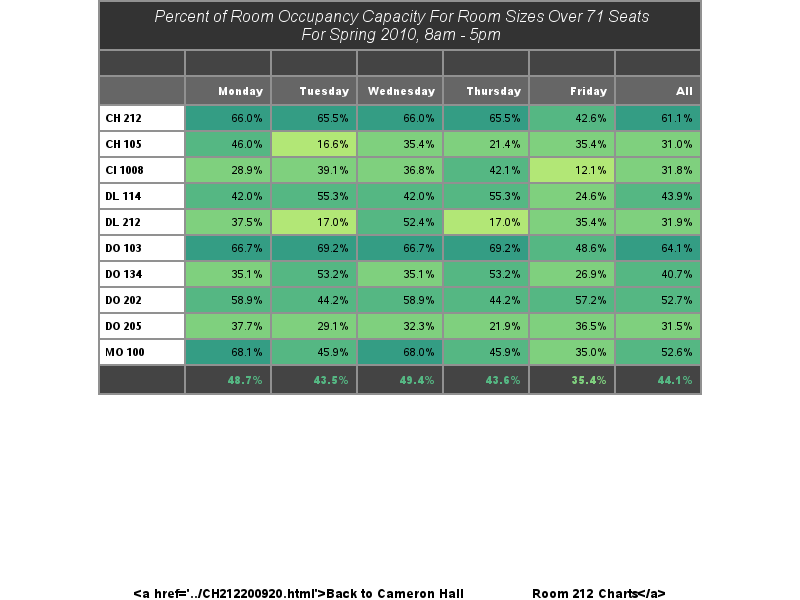 Percent of Room Occupancy Capacity For Room Sizes Over 71 Seats
For Spring 2010, 8am - 5pm
Monday Tuesday Wednesday Thursday Friday All
CH 212 66.0% 65.5% 66.0% 65.5% 42.6% 61.1%
CH 105 46.0% 16.6% 35.4% 21.4% 35.4% 31.0%
CI 1008 28.9% 39.1% 36.8% 42.1% 12.1% 31.8%
DL 114 42.0% 55.3% 42.0% 55.3% 24.6% 43.9%
DL 212 37.5% 17.0% 52.4% 17.0% 35.4% 31.9%
DO 103 66.7% 69.2% 66.7% 69.2% 48.6% 64.1%
DO 134 35.1% 53.2% 35.1% 53.2% 26.9% 40.7%
DO 202 58.9% 44.2% 58.9% 44.2% 57.2% 52.7%
DO 205 37.7% 29.1% 32.3% 21.9% 36.5% 31.5%
MO 100 68.1% 45.9% 68.0% 45.9% 35.0% 52.6%
48.7% 43.5% 49.4% 43.6% 35.4% 44.1%
<a href='../CH212200920.html'>Back to Cameron Hall Room 212 Charts</a>